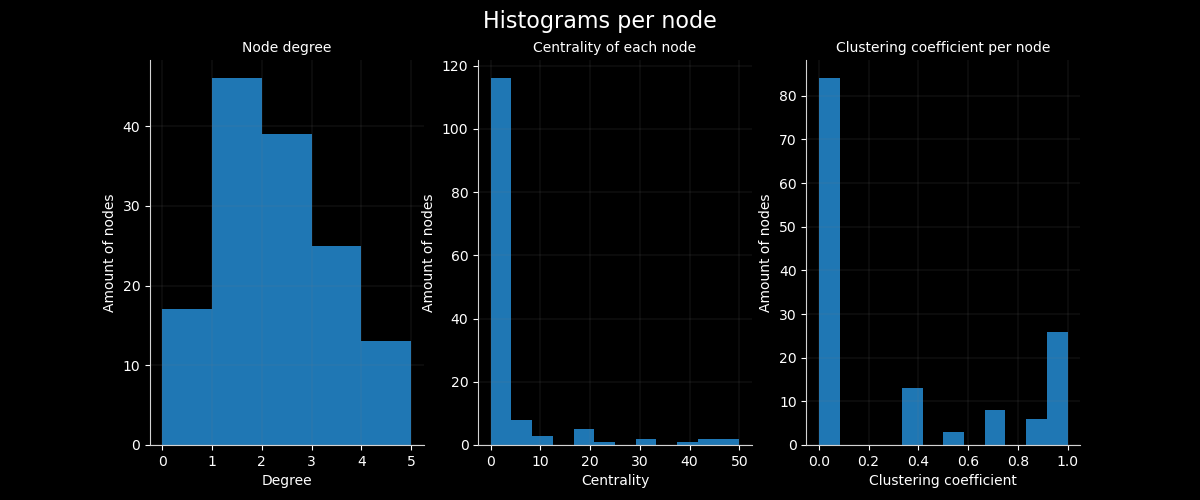 Histograms per node
Node degree
Amount of nodes
40
30
20
10
0
0 1 2 3 4 5
Degree
Centrality of each node
Amount of nodes
120
100
80
60
40
20
0
0 10 20 30 40 50
Centrality
Clustering coefficient per node
Amount of nodes
80
70
60
50
40
30
20
10
0
0.0 0.2 0.4 0.6 0.8 1.0
Clustering coefficient